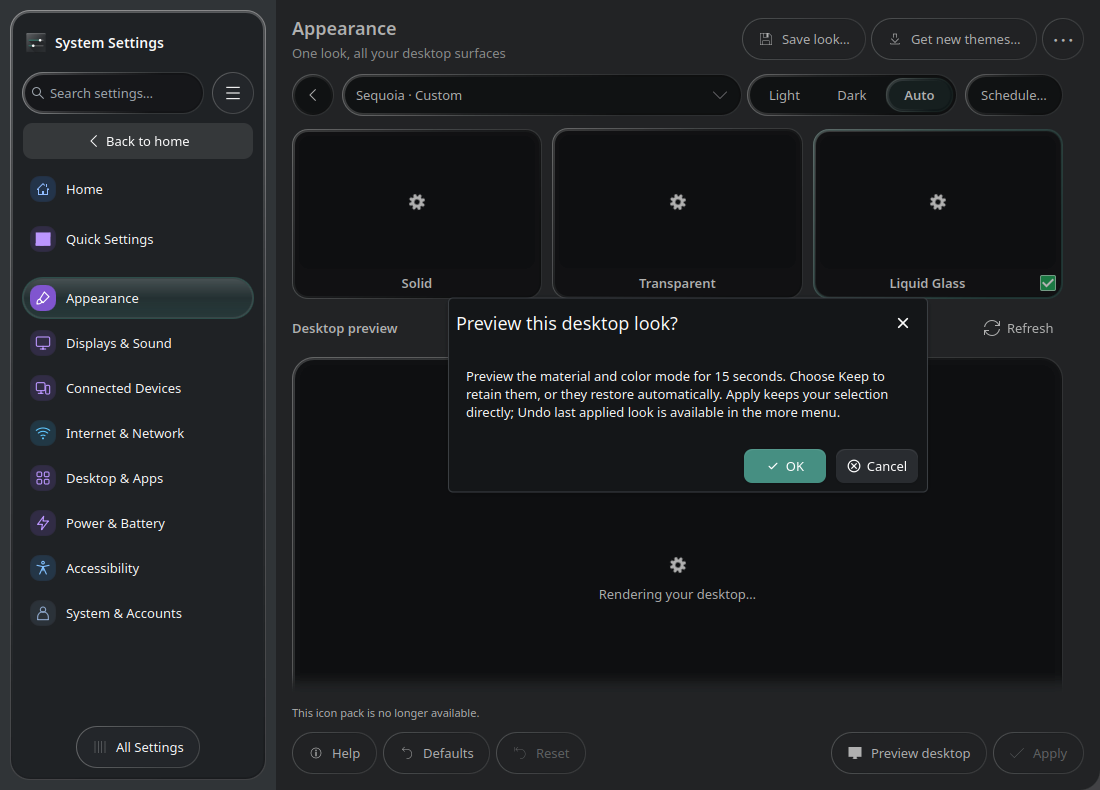 System Settings
Search settings...
Back to home
Home
Quick Settings
Appearance
Displays & Sound
Connected Devices
Internet & Network
Desktop & Apps
Power & Battery
Accessibility
System & Accounts
All Settings
Appearance
One look, all your desktop surfaces
Save look...
Get new themes...
Sequoia · Custom
Light
Dark
Auto
Schedule...
Solid
Transparent
Liquid Glass
Desktop preview
Refresh
Preview this desktop look?
Preview the material and color mode for 15 seconds. Choose Keep to
retain them, or they restore automatically. Apply keeps your selection
directly; Undo last applied look is available in the more menu.
OK
Cancel
Rendering your desktop...
This icon pack is no longer available.
Help
Defaults
Reset
Preview desktop
Apply